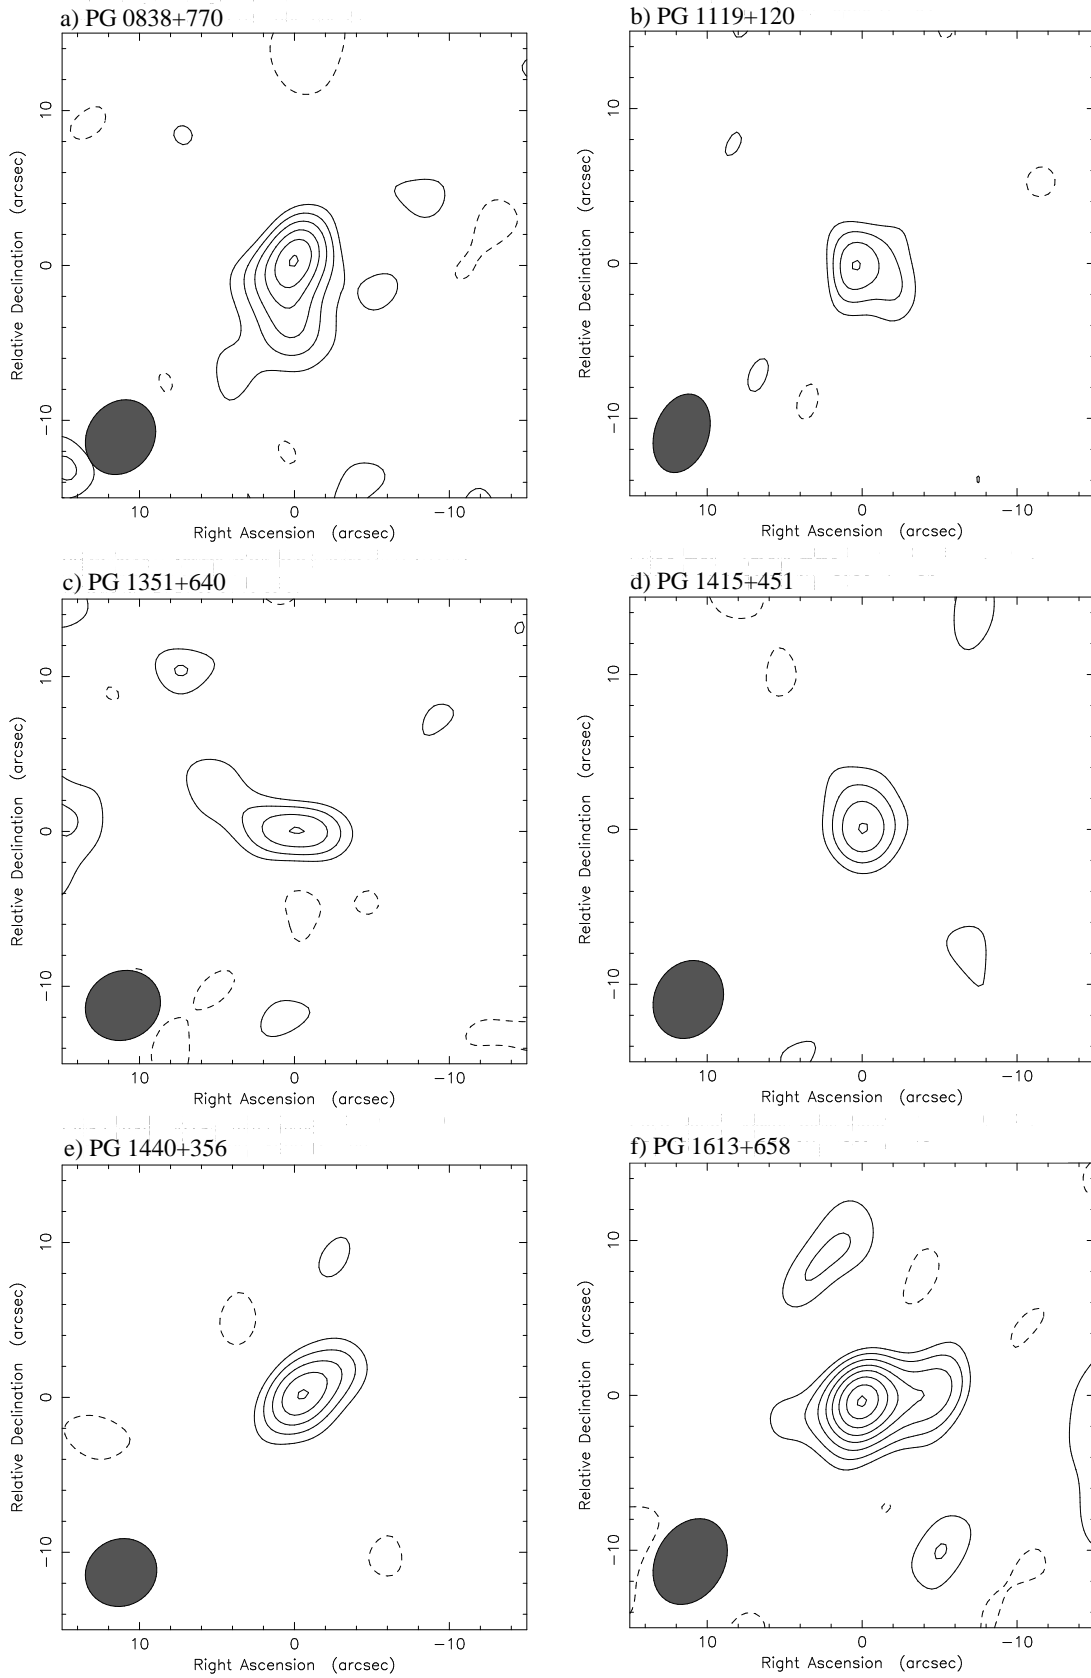 a) PG 0838+770
b) PG 1119+120
10
0
−10
Relative Declination (arcsec)
10
0
−10
Right Ascension (arcsec)
10
0
−10
Relative Declination (arcsec)
10
0
−10
Right Ascension (arcsec)
c) PG 1351+640
d) PG 1415+451
10
0
−10
Relative Declination (arcsec)
10
0
−10
Right Ascension (arcsec)
10
0
−10
Relative Declination (arcsec)
10
0
−10
Right Ascension (arcsec)
e) PG 1440+356
f) PG 1613+658
10
0
−10
Relative Declination (arcsec)
10
0
−10
Right Ascension (arcsec)
10
0
−10
Relative Declination (arcsec)
10
0
−10
Right Ascension (arcsec)